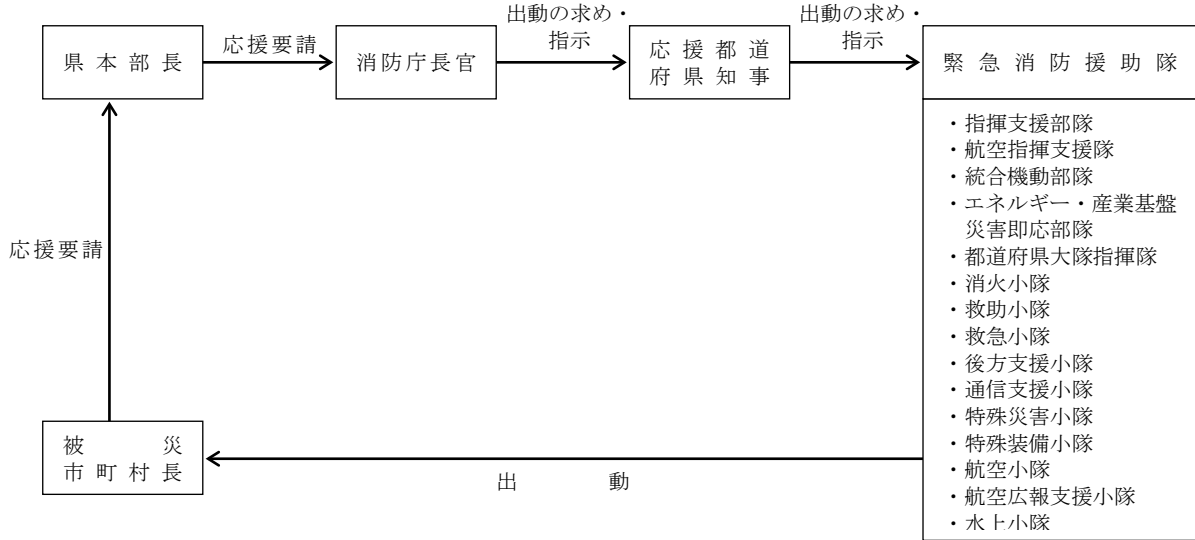 出動の求め・
指示
出動の求め・
指示
応援要請
県本部長
消防庁長官
応援都道
府県知事
緊急消防援助隊
・指揮支援部隊
・航空指揮支援隊
・統合機動部隊
・エネルギー・産業基盤
災害即応部隊
・都道府県大隊指揮隊
・消火小隊
・救助小隊
・救急小隊
・後方支援小隊
・通信支援小隊
・特殊災害小隊
・特殊装備小隊
・航空小隊
・航空広報支援小隊
・水上小隊
応援要請
被災
市町村長
出動